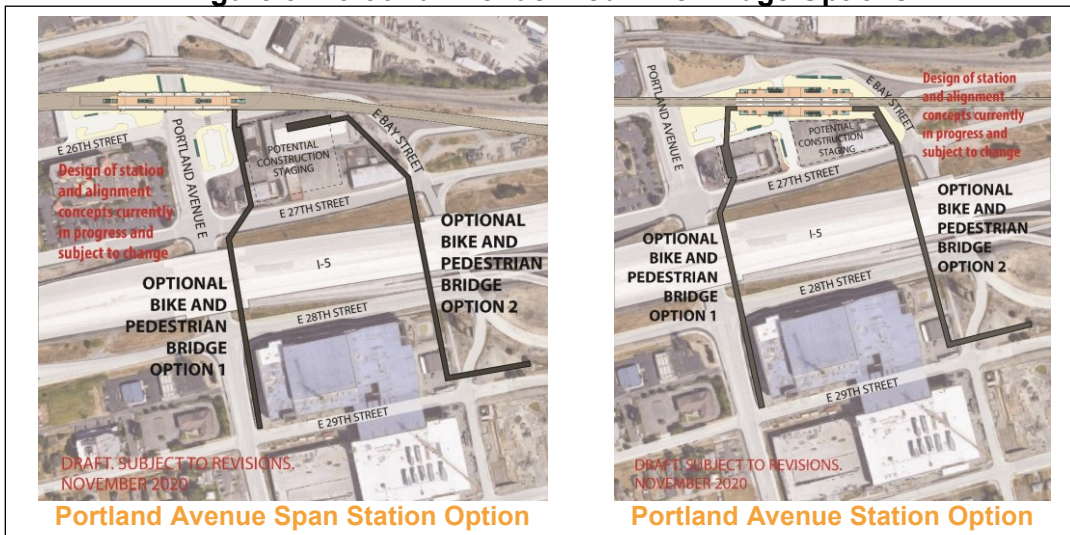 E BAY STREET
PORTLAND AVENUE E
E 26TH STREET
Design of station
and alignment
concepts currently
in progress and
subject to change
POTENTIAL
CONSTRUCTION
STAGING
E 27TH STREET
OPTIONAL
BIKE AND
PEDESTRIAN
BRIDGE
OPTION 2
I-5
OPTIONAL
BIKE AND
PEDESTRIAN
BRIDGE
OPTION 1
E 28TH STREET
E 29TH STREET
DRAFT. SUBJECT TO REVISIONS.
NOVEMBER 2020
Portland Avenue Span Station Option
PORTLAND AVENUE E
E BAY STREET
Design of station
and alignment
concepts currently
in progress and
subject to change
E 26TH STREET
POTENTIAL
CONSTRUCTION
STAGING
E 27TH STREET
OPTIONAL
BIKE AND
PEDESTRIAN
BRIDGE
OPTION 2
OPTIONAL
BIKE AND
PEDESTRIAN
BRIDGE
OPTION 1
I-5
E 28TH STREET
E 29TH STREET
DRAFT. SUBJECT TO REVISIONS.
NOVEMBER 2020
Portland Avenue Station Option